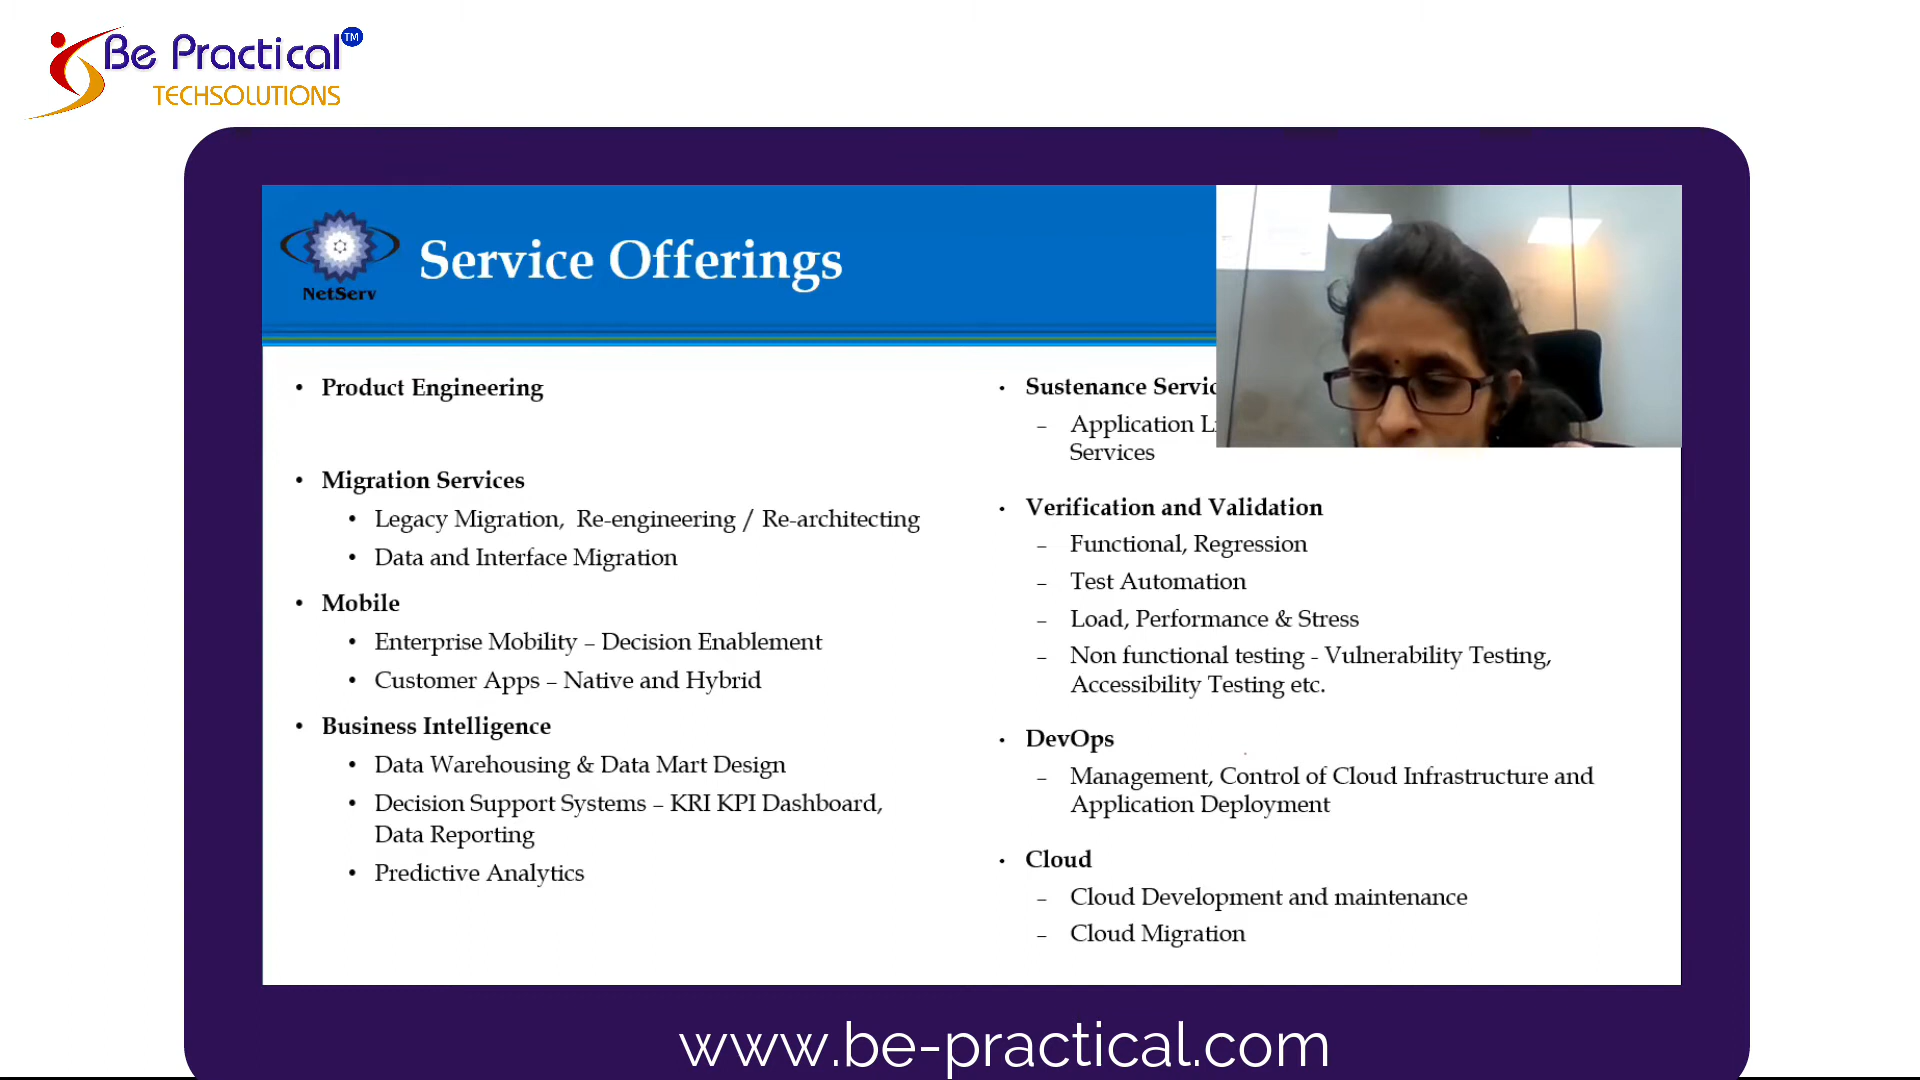 Be Practical TM
TECHSOLUTIONS
NetServ
Service Offerings
• Product Engineering
• Migration Services
• Legacy Migration, Re-engineering / Re-architecting
• Data and Interface Migration
• Mobile
• Enterprise Mobility – Decision Enablement
• Customer Apps – Native and Hybrid
• Business Intelligence
• Data Warehousing & Data Mart Design
• Decision Support Systems – KRI KPI Dashboard,
Data Reporting
• Predictive Analytics
• Sustenance
– Application
Services
• Verification and Validation
– Functional, Regression
– Test Automation
– Load, Performance & Stress
– Non functional testing - Vulnerability Testing,
Accessibility Testing etc.
• DevOps
– Management, Control of Cloud Infrastructure and
Application Deployment
• Cloud
– Cloud Development and maintenance
– Cloud Migration
www.be-practical.com